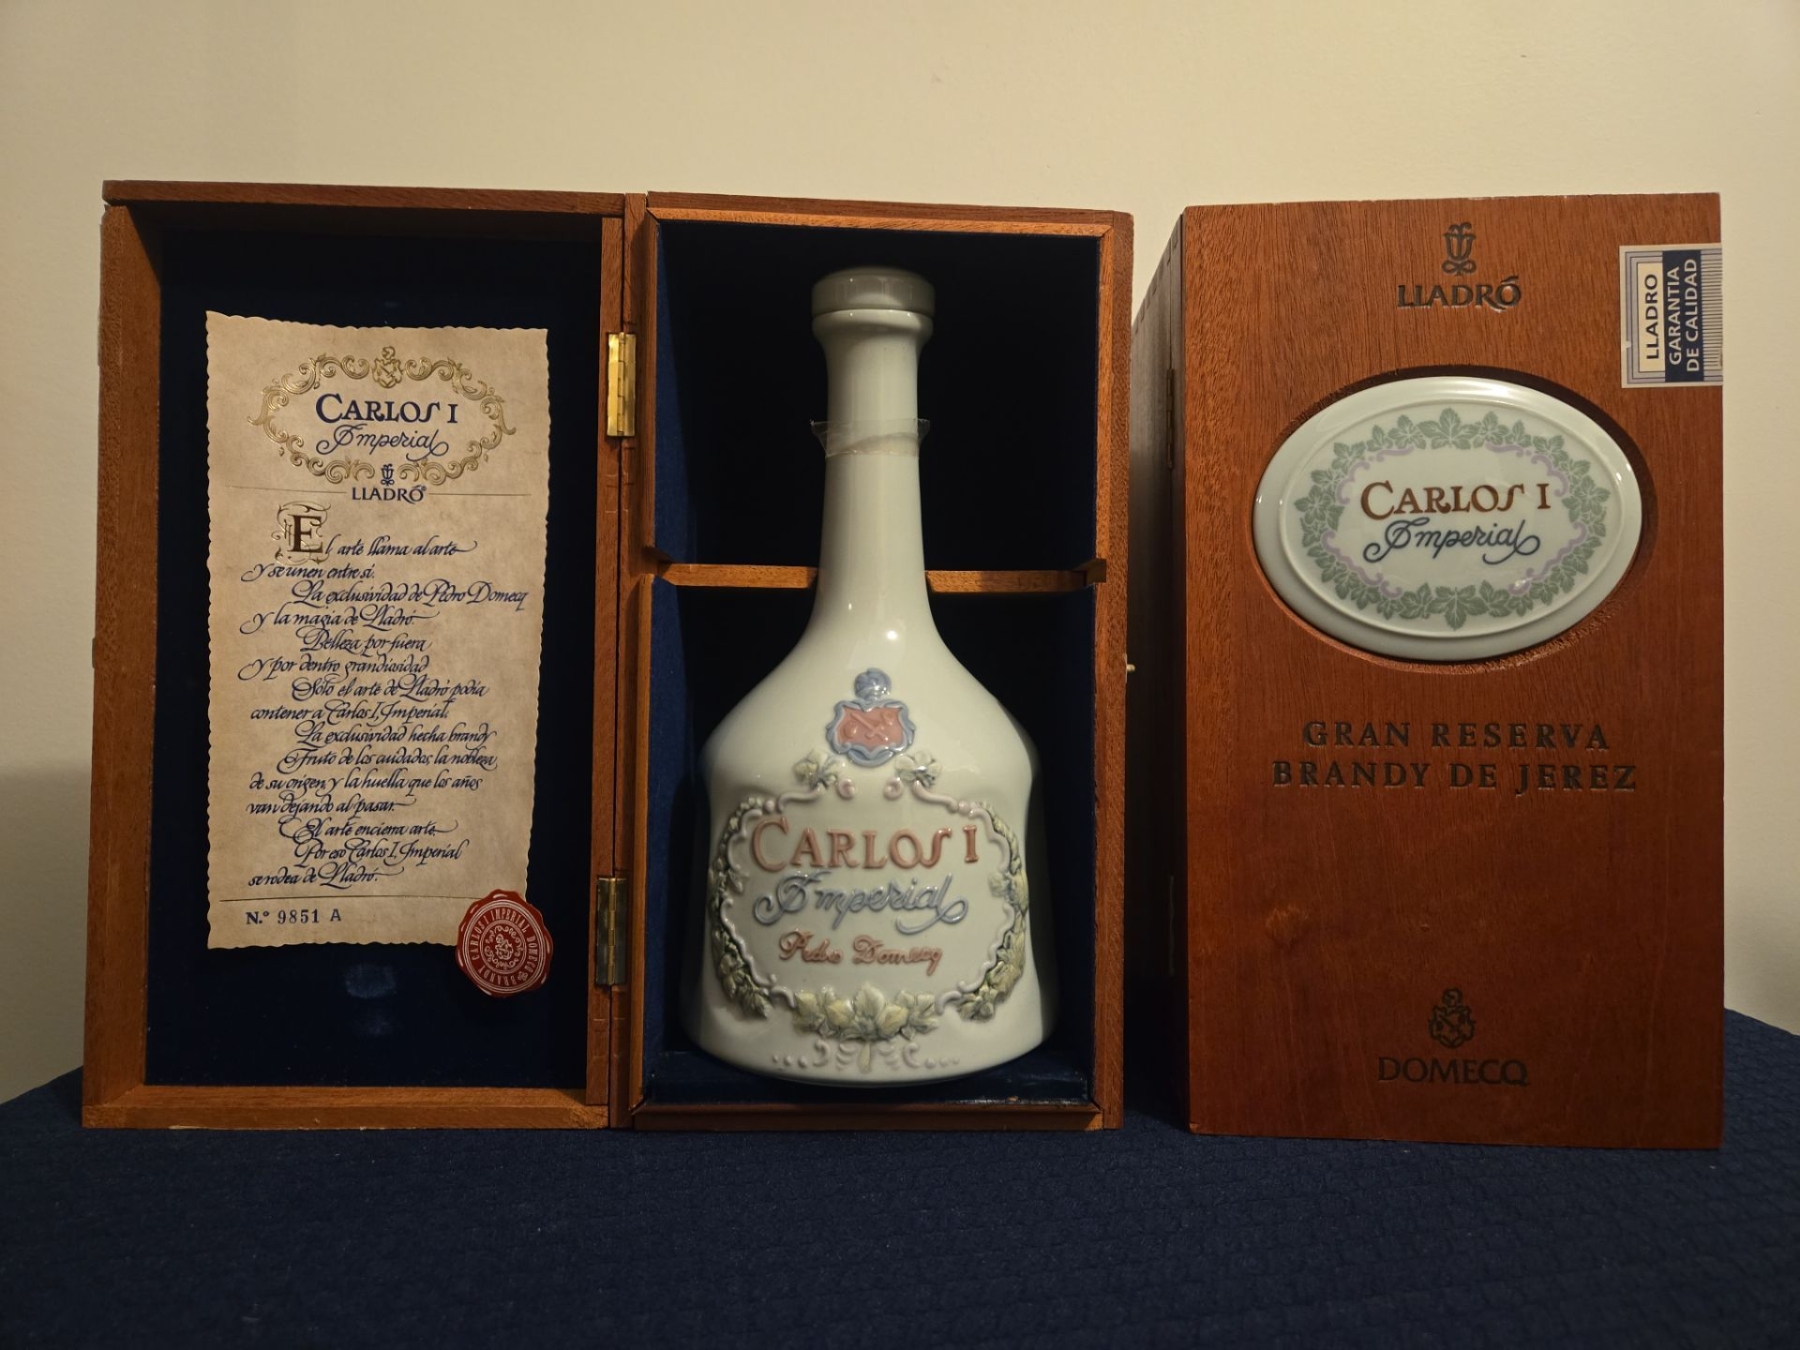 CARLOS I
Imperial
LLADRÓ
El arte llama al arte
y se unen entre sí.
La exclusividad de Pedro Domecq
y la magia de Lladró.
Belleza por fuera
y por dentro grandiosidad
Sólo el arte de Lladró podía
contener a Carlos I, Imperial.
La exclusividad hecha brandy
Fruto de los cuidados, la nobleza
de su origen y la huella que los años
van dejando al pasar.
El arte encierra arte.
Por eso Carlos I, Imperial
se rodea de Lladró.
N.º 9851 A
CARLOS I IMPERIAL DOMECQ
BRANDY
CARLOS I
Imperial
Pedro Domecq
LLADRÓ
LLADRO
GARANTIA
DE CALIDAD
CARLOS I
Imperial
GRAN RESERVA
BRANDY DE JEREZ
DOMECQ